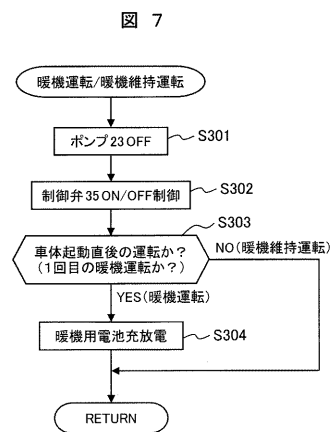 図 7
暖機運転/暖機維持運転
ポンプ23 OFF
S301
制御弁35 ON/OFF制御
S302
S303
車体起動直後の運転か？
(1回目の暖機運転か？)
NO(暖機維持運転)
YES(暖機運転)
暖機用電池充放電
S304
RETURN